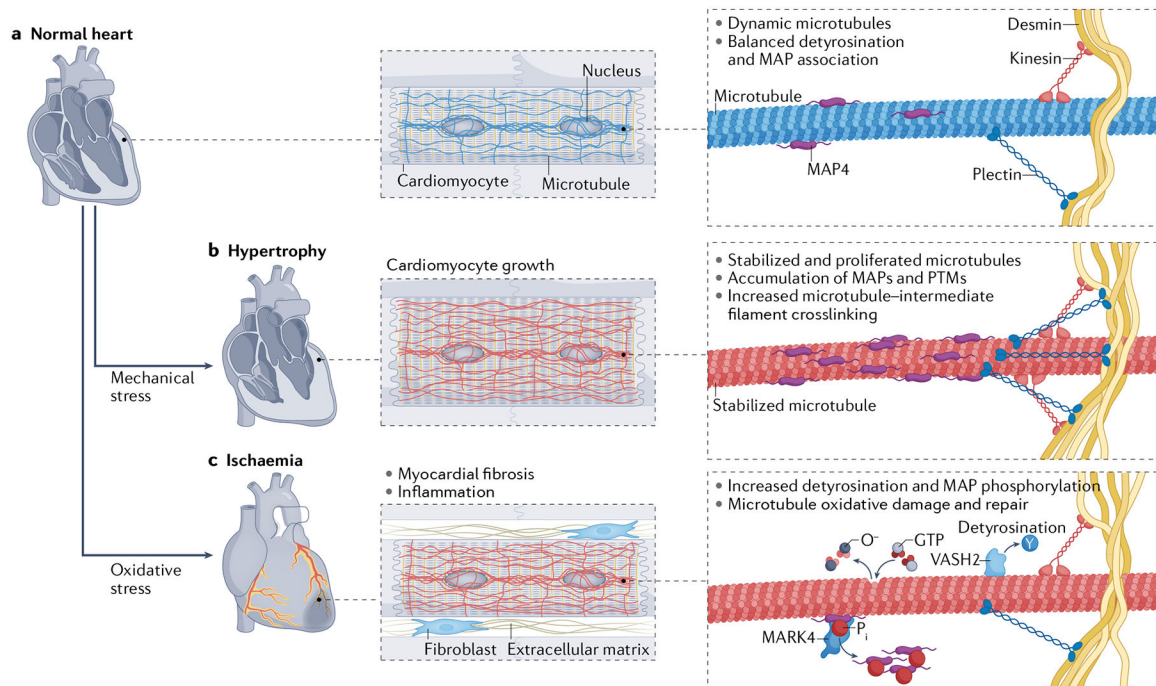 a Normal heart
Nucleus
Cardiomyocyte
Microtubule
• Dynamic microtubules
• Balanced detyrosination
and MAP association
Desmin
Kinesin
Microtubule
MAP4
Plectin
b Hypertrophy
Mechanical
stress
Cardiomyocyte growth
• Stabilized and proliferated microtubules
• Accumulation of MAPs and PTMs
• Increased microtubule–intermediate
filament crosslinking
Stabilized microtubule
c Ischaemia
Oxidative
stress
• Myocardial fibrosis
• Inflammation
Fibroblast
Extracellular matrix
• Increased detyrosination and MAP phosphorylation
• Microtubule oxidative damage and repair
Detyrosination
O⁻
GTP
VASH2
Y
MARK4
Pᵢ